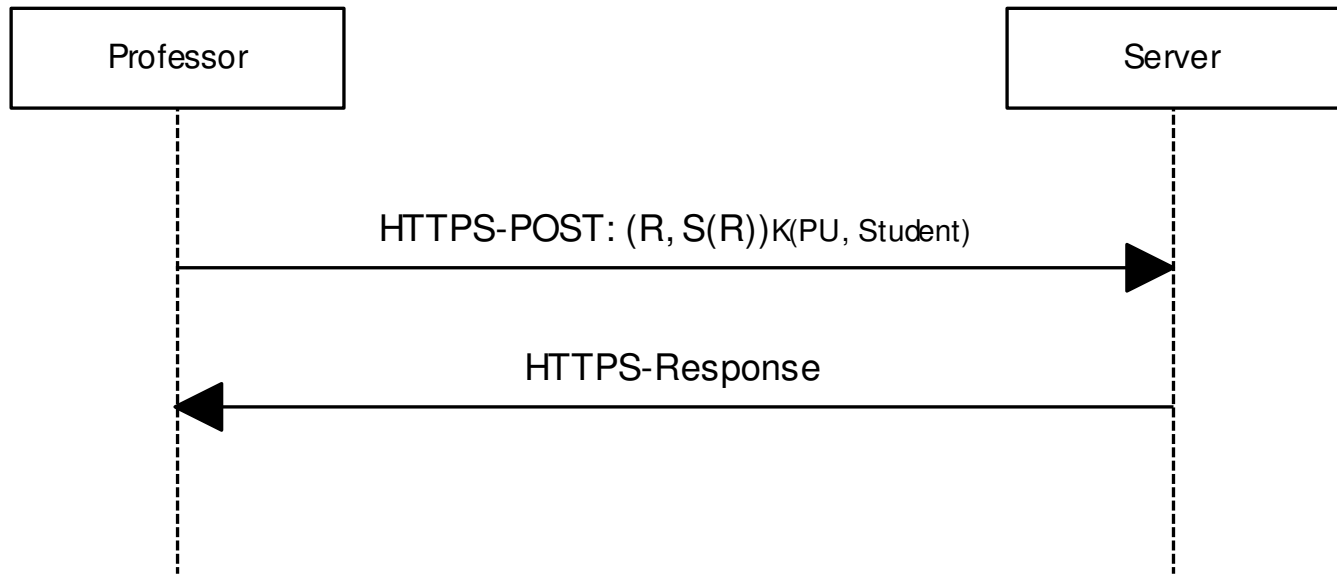 Professor
Server
HTTPS-POST: (R, S(R))K(PU, Student)
HTTPS-Response